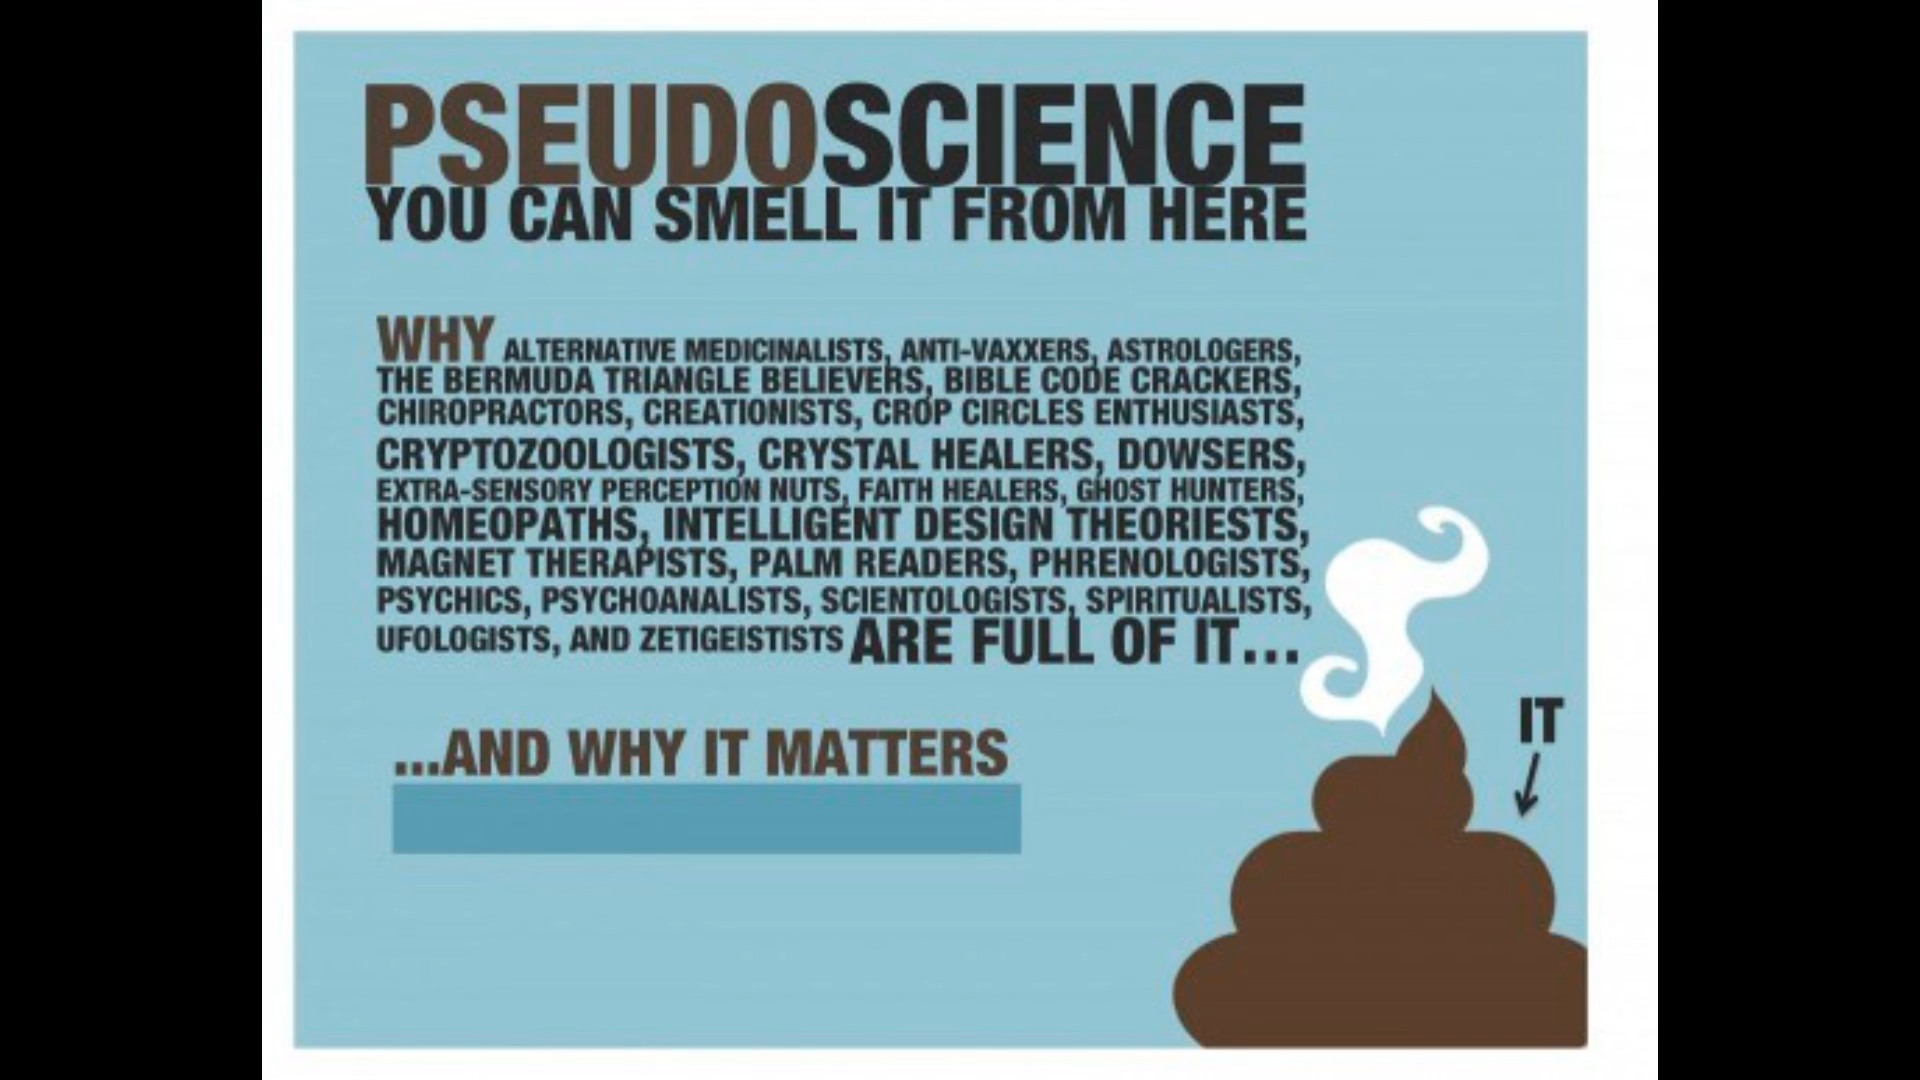 PSEUDOSCIENCE
YOU CAN SMELL IT FROM HERE
WHY ALTERNATIVE MEDICINALISTS, ANTI-VAXXERS, ASTROLOGERS,
THE BERMUDA TRIANGLE BELIEVERS, BIBLE CODE CRACKERS,
CHIROPRACTORS, CREATIONISTS, CROP CIRCLES ENTHUSIASTS,
CRYPTOZOOLOGISTS, CRYSTAL HEALERS, DOWSERS,
EXTRA-SENSORY PERCEPTION NUTS, FAITH HEALERS, GHOST HUNTERS,
HOMEOPATHS, INTELLIGENT DESIGN THEORIESTS,
MAGNET THERAPISTS, PALM READERS, PHRENOLOGISTS,
PSYCHICS, PSYCHOANALISTS, SCIENTOLOGISTS, SPIRITUALISTS,
UFOLOGISTS, AND ZETIGEISTISTS ARE FULL OF IT...
IT
...AND WHY IT MATTERS